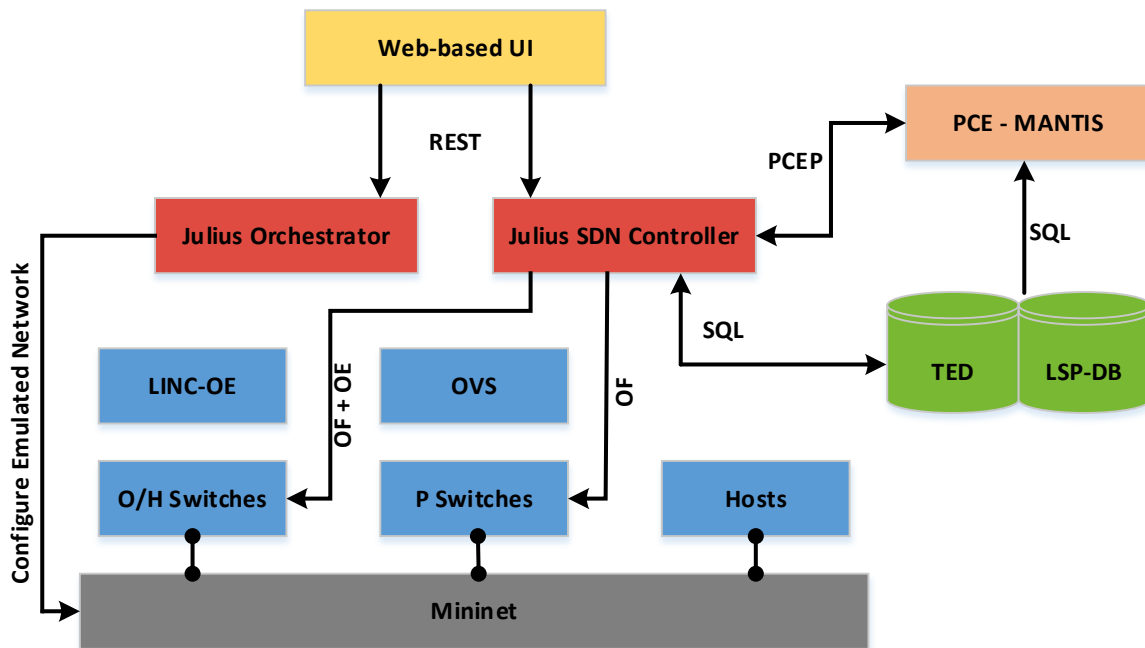 Web-based UI
REST
PCE - MANTIS
PCEP
Julius Orchestrator
Julius SDN Controller
SQL
SQL
Configure Emulated Network
LINC-OE
OF + OE
OVS
OF
TED
LSP-DB
O/H Switches
P Switches
Hosts
Mininet